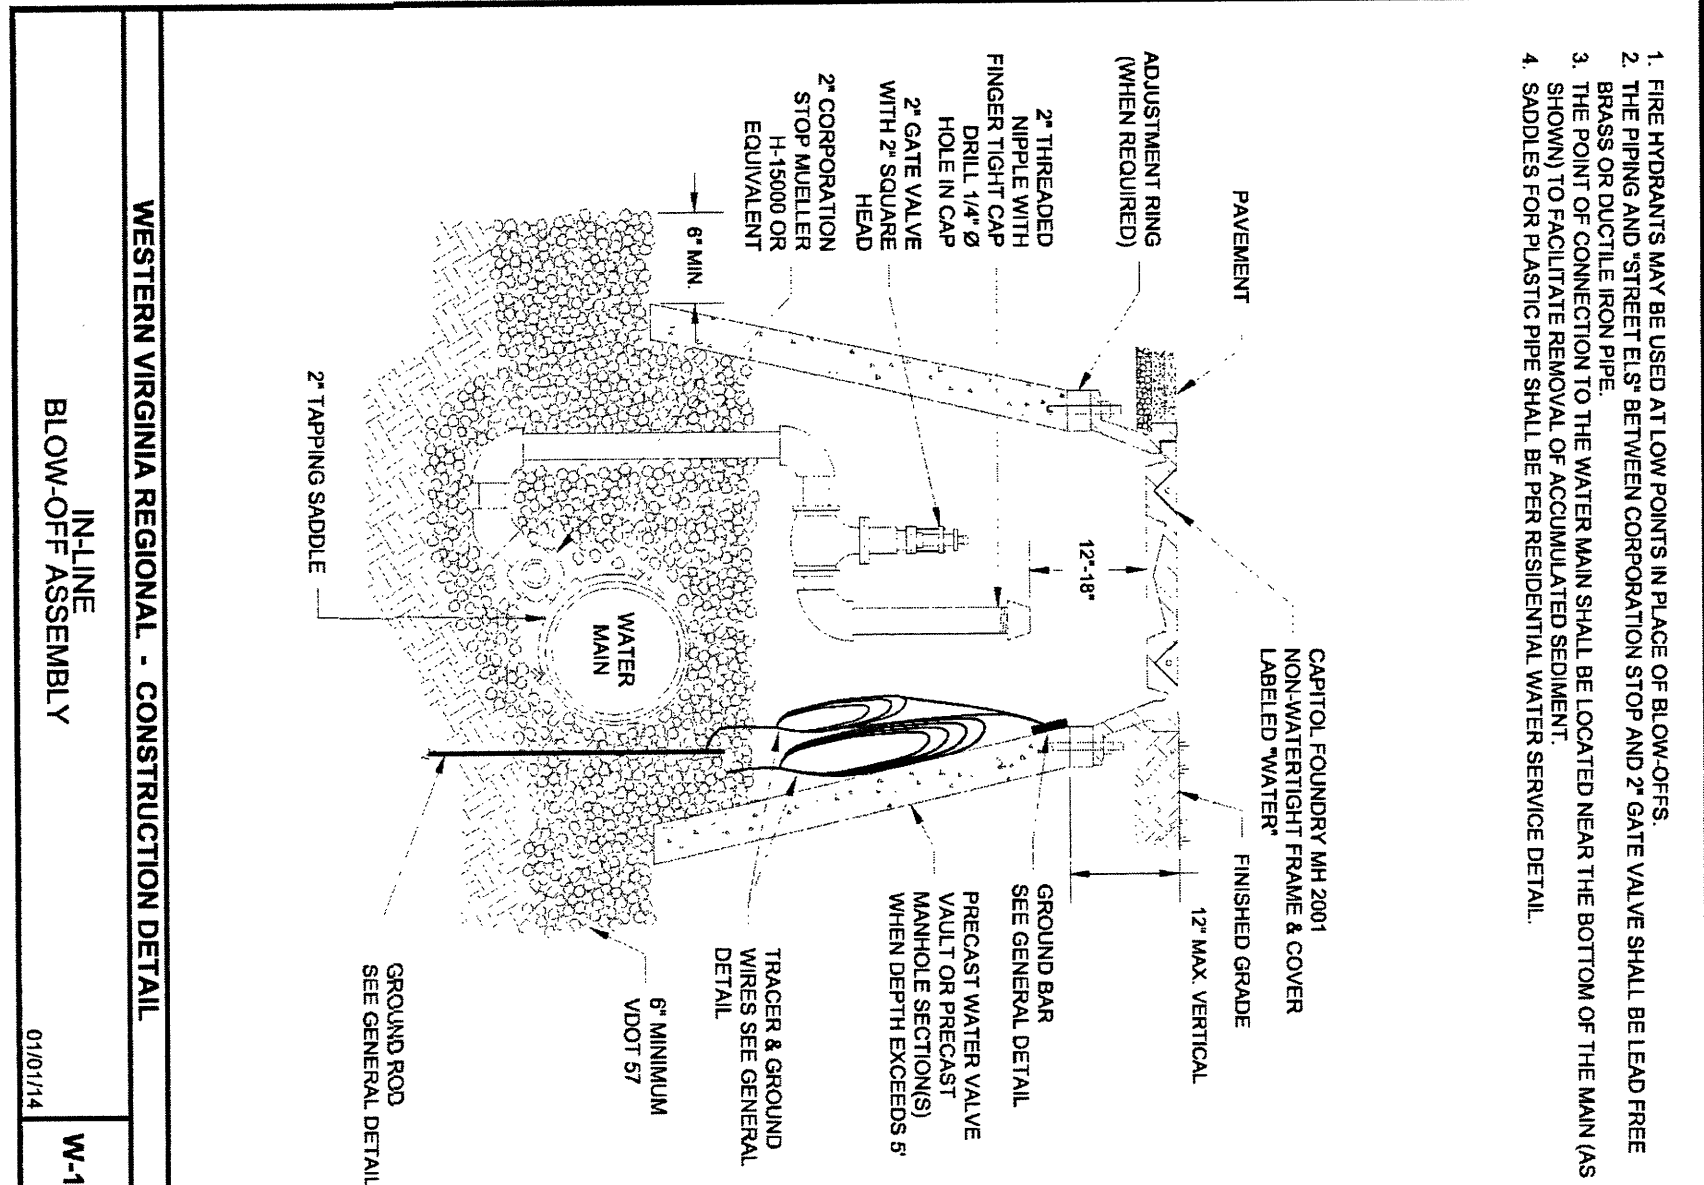 1. FIRE HYDRANTS MAY BE USED AT LOW POINTS IN PLACE OF BLOW-OFFS.
2. THE PIPING AND "STREET ELS" BETWEEN CORPORATION STOP AND 2" GATE VALVE SHALL BE LEAD FREE
BRASS OR DUCTILE IRON PIPE.
3. THE POINT OF CONNECTION TO THE WATER MAIN SHALL BE LOCATED NEAR THE BOTTOM OF THE MAIN (AS
SHOWN) TO FACILITATE REMOVAL OF ACCUMULATED SEDIMENT.
4. SADDLES FOR PLASTIC PIPE SHALL BE PER RESIDENTIAL WATER SERVICE DETAIL.
CAPITOL FOUNDRY MH 2001
NON-WATERTIGHT FRAME & COVER
LABELED "WATER"
PAVEMENT
FINISHED GRADE
12" MAX. VERTICAL
ADJUSTMENT RING
(WHEN REQUIRED)
12"-18"
2" THREADED
NIPPLE WITH
FINGER TIGHT CAP
DRILL 1/4" Ø
HOLE IN CAP
GROUND BAR
SEE GENERAL DETAIL
2" GATE VALVE
WITH 2" SQUARE
HEAD
PRECAST WATER VALVE
VAULT OR PRECAST
MANHOLE SECTION(S)
WHEN DEPTH EXCEEDS 5'
2" CORPORATION
STOP MUELLER
H-15000 OR
EQUIVALENT
TRACER & GROUND
WIRES SEE GENERAL
DETAIL
6" MIN.
6" MINIMUM
VDOT 57
WATER
MAIN
GROUND ROD
SEE GENERAL DETAIL
2" TAPPING SADDLE
WESTERN VIRGINIA REGIONAL - CONSTRUCTION DETAIL
IN-LINE
BLOW-OFF ASSEMBLY
01/01/14
W-1